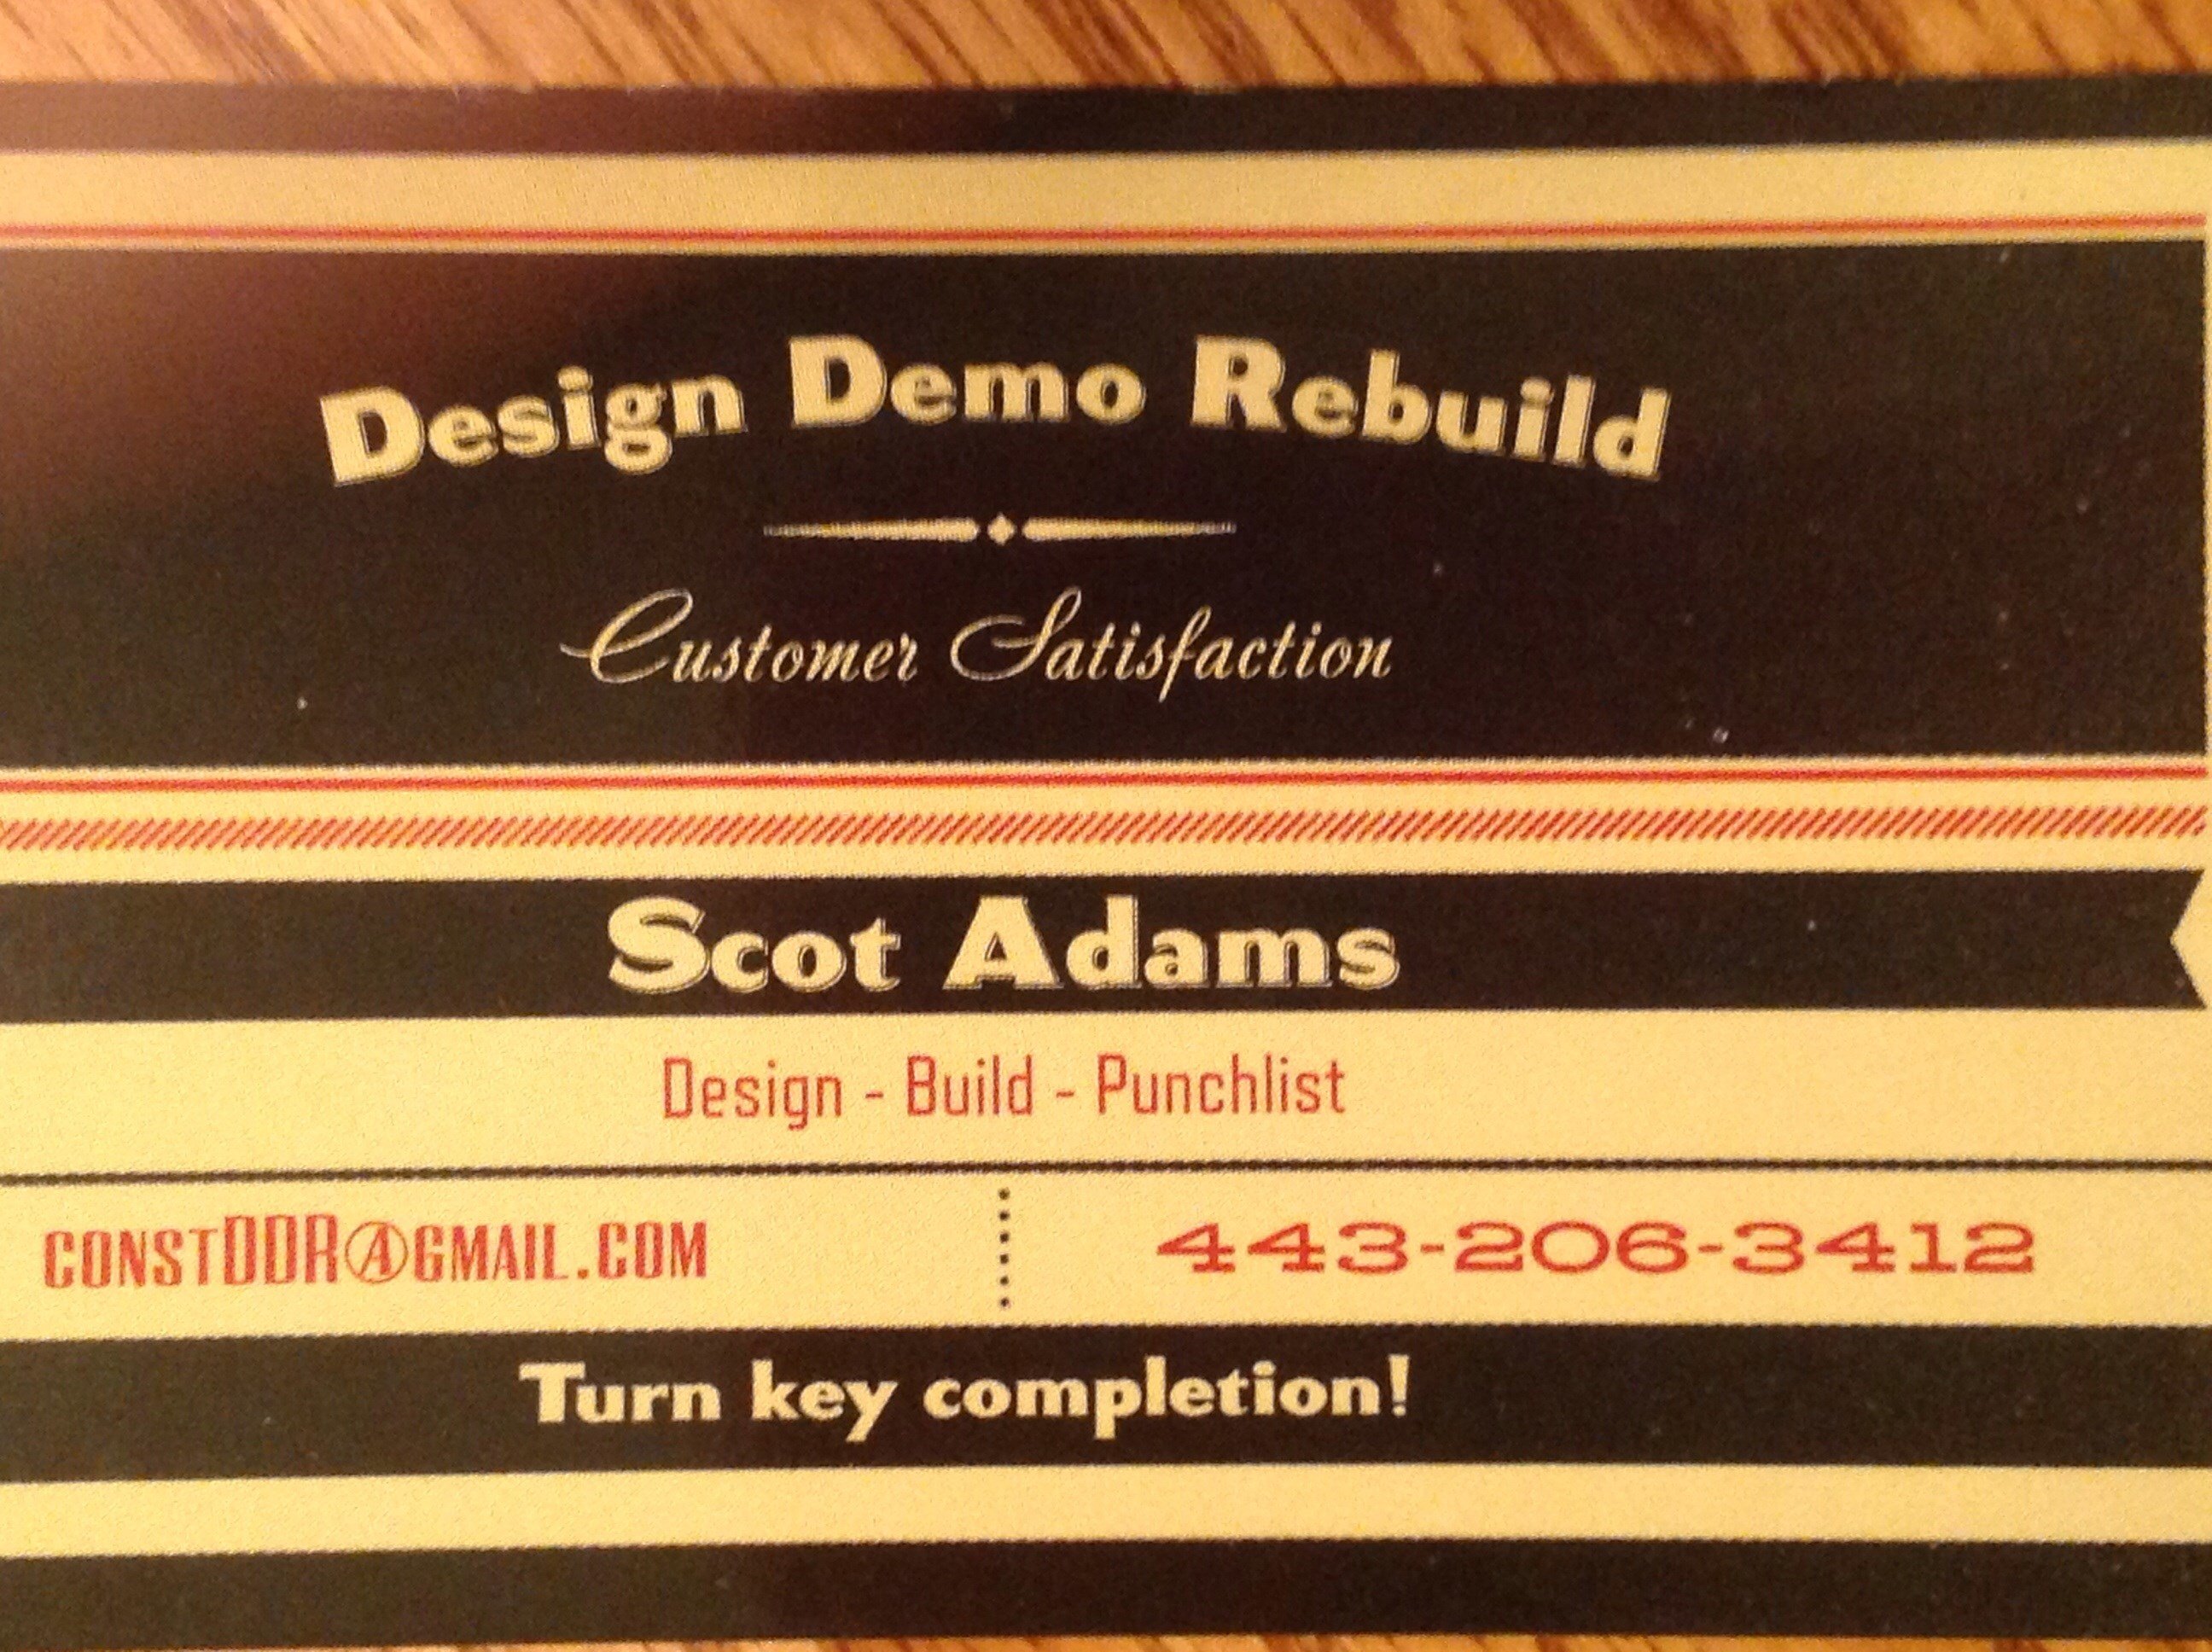 Design Demo Rebuild
Customer Satisfaction
Scot Adams
Design - Build - Punchlist
CONSTDDR@GMAIL.COM
443-206-3412
Turn key completion!